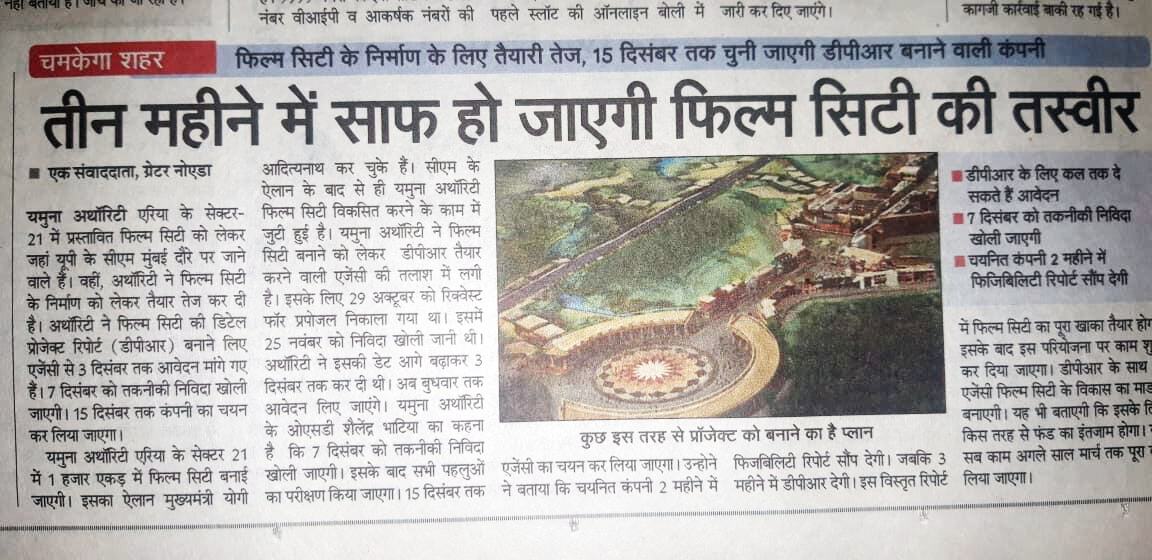 नंबर वीआईपी व आकर्षक नंबरों की
पहले स्लॉट की ऑनलाइन बोली में
जारी कर दिए जाएंगे।
कागजी कार्रवाई बाकी रह गई है।
चमकेगा शहर
फिल्म सिटी के निर्माण के लिए तैयारी तेज, 15 दिसंबर तक चुनी जाएगी डीपीआर बनाने वाली कंपनी
तीन महीने में साफ हो जाएगी फिल्म सिटी की तस्वीर
■ एक संवाददाता, ग्रेटर नोएडा
यमुना अथॉरिटी एरिया के सेक्टर-
21 में प्रस्तावित फिल्म सिटी को लेकर
जहां यूपी के सीएम मुंबई दौरे पर जाने
वाले हैं। वहीं, अथॉरिटी ने फिल्म सिटी
के निर्माण को लेकर तैयार तेज कर दी
है। अथॉरिटी ने फिल्म सिटी की डिटेल
प्रोजेक्ट रिपोर्ट (डीपीआर) बनाने लिए
एजेंसी से 3 दिसंबर तक आवेदन मांगे गए
हैं। 7 दिसंबर को तकनीकी निविदा खोली
जाएगी। 15 दिसंबर तक कंपनी का चयन
कर लिया जाएगा।
यमुना अथॉरिटी एरिया के सेक्टर 21
में 1 हजार एकड़ में फिल्म सिटी बनाई
जाएगी। इसका ऐलान मुख्यमंत्री योगी
आदित्यनाथ कर चुके हैं। सीएम के
ऐलान के बाद से ही यमुना अथॉरिटी
फिल्म सिटी विकसित करने के काम में
जुटी हुई है। यमुना अथॉरिटी ने फिल्म
सिटी बनाने को लेकर डीपीआर तैयार
करने वाली एजेंसी की तलाश में लगी
है। इसके लिए 29 अक्टूबर को रिक्वेस्ट
फॉर प्रपोजल निकाला गया था। इसमें
25 नवंबर को निविदा खोली जानी थी।
अथॉरिटी ने इसकी डेट आगे बढ़ाकर 3
दिसंबर तक कर दी थी। अब बुधवार तक
आवेदन लिए जाएंगे। यमुना अथॉरिटी
के ओएसडी शैलेंद्र भाटिया का कहना
है कि 7 दिसंबर को तकनीकी निविदा
खोली जाएगी। इसके बाद सभी पहलुओं
का परीक्षण किया जाएगा। 15 दिसंबर तक
कुछ इस तरह से प्रॉजेक्ट को बनाने का है प्लान
एजेंसी का चयन कर लिया जाएगा। उन्होने
ने बताया कि चयनित कंपनी 2 महीने में
फिजबिलिटी रिपोर्ट सौंप देगी। जबकि 3
महीने में डीपीआर देगी। इस विस्तृत रिपोर्ट
■ डीपीआर के लिए कल तक दे
सकते हैं आवेदन
■ 7 दिसंबर को तकनीकी निविदा
खोली जाएगी
■ चयनित कंपनी 2 महीने में
फिजिबिलिटी रिपोर्ट सौंप देगी
में फिल्म सिटी का पूरा खाका तैयार
इसके बाद इस परियोजना पर काम
कर दिया जाएगा। डीपीआर के साथ
एजेंसी फिल्म सिटी के विकास का
बनाएगी। यह भी बताएगी कि इसके
किस तरह से फंड का इंतजाम होगा।
सब काम अगले साल मार्च तक पूरा
लिया जाएगा।